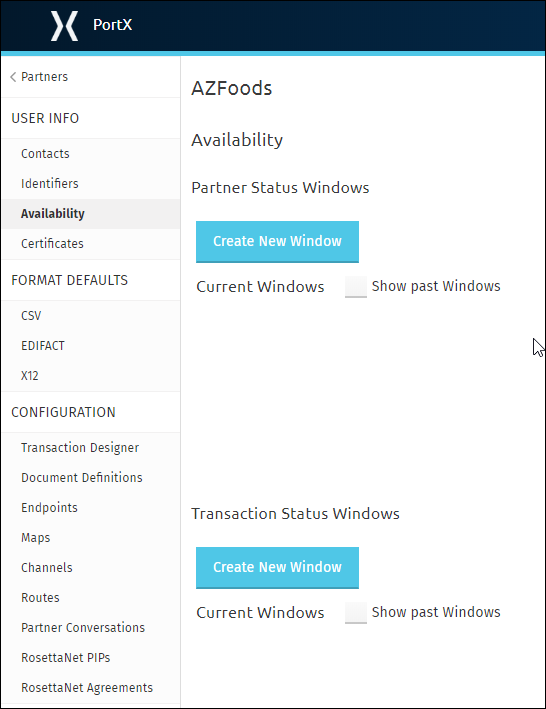 PortX
Partners
USER INFO
Contacts
Identifiers
Availability
Certificates
FORMAT DEFAULTS
CSV
EDIFACT
X12
CONFIGURATION
Transaction Designer
Document Definitions
Endpoints
Maps
Channels
Routes
Partner Conversations
RosettaNet PIPs
RosettaNet Agreements
AZFoods
Availability
Partner Status Windows
Create New Window
Current Windows Show past Windows
Transaction Status Windows
Create New Window
Current Windows Show past Windows